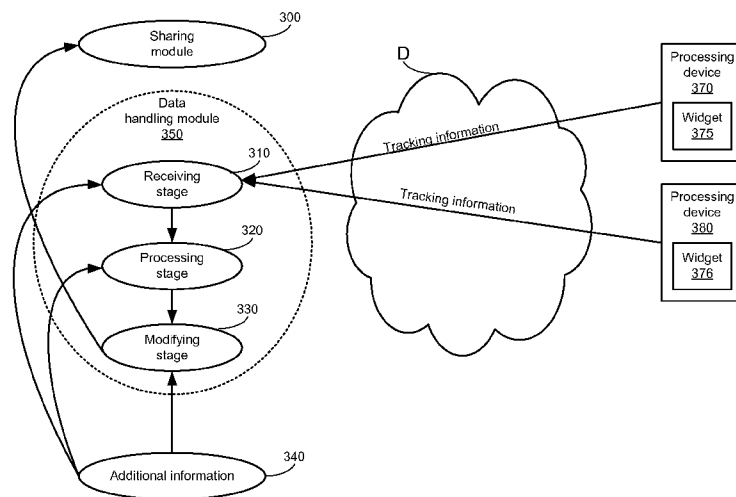 300
Sharing
module
D
Processing
device
370
Widget
375
Data
handling module
350
310
Tracking information
Receiving
stage
Tracking information
320
Processing
stage
Processing
device
380
Widget
376
330
Modifying
stage
340
Additional information